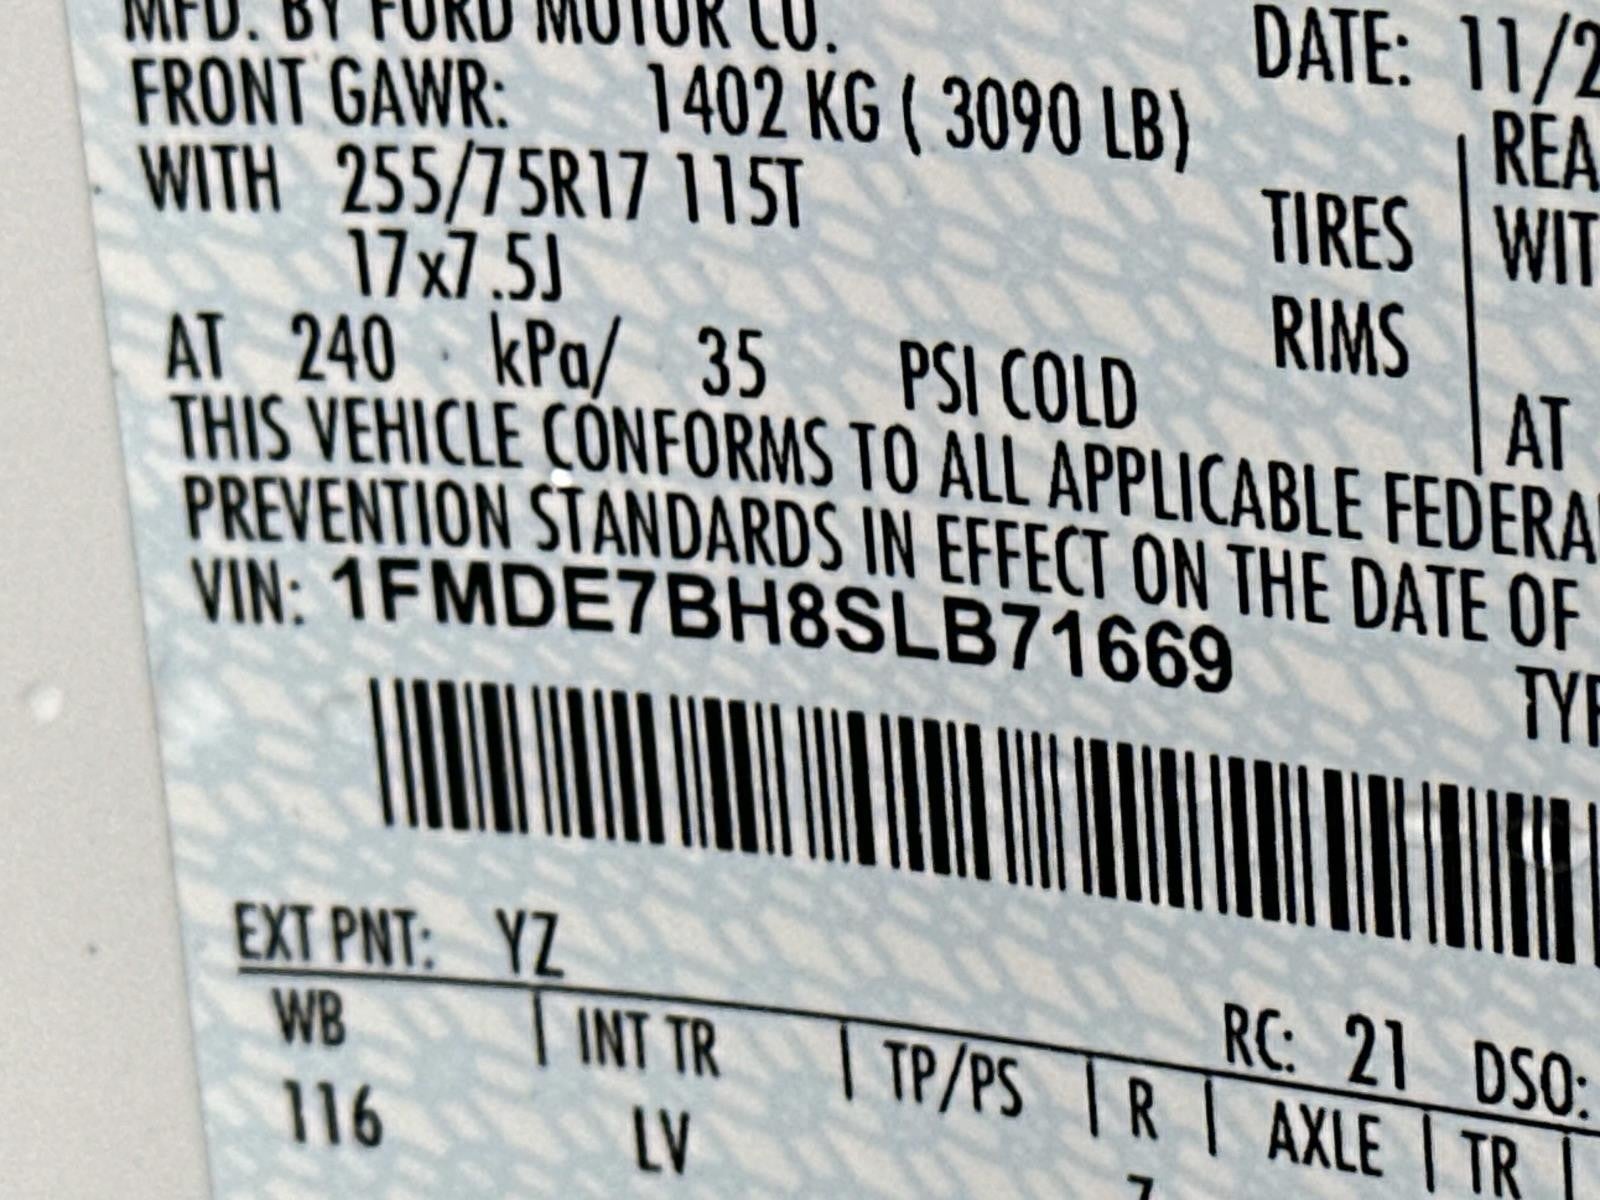 MFD. BY FORD MOTOR CO.
DATE: 11/2
FRONT GAWR: 1402 KG ( 3090 LB)
REA
WITH 255/75R17 115T TIRES
WIT
17x7.5J RIMS
AT 240 kPa/ 35 PSI COLD
AT
THIS VEHICLE CONFORMS TO ALL APPLICABLE FEDERA
PREVENTION STANDARDS IN EFFECT ON THE DATE OF
VIN: 1FMDE7BH8SLB71669
TYP
EXT PNT: YZ
RC: 21 DSO:
WB | INT TR | TP/PS | R | AXLE | TR |
116 LV 7